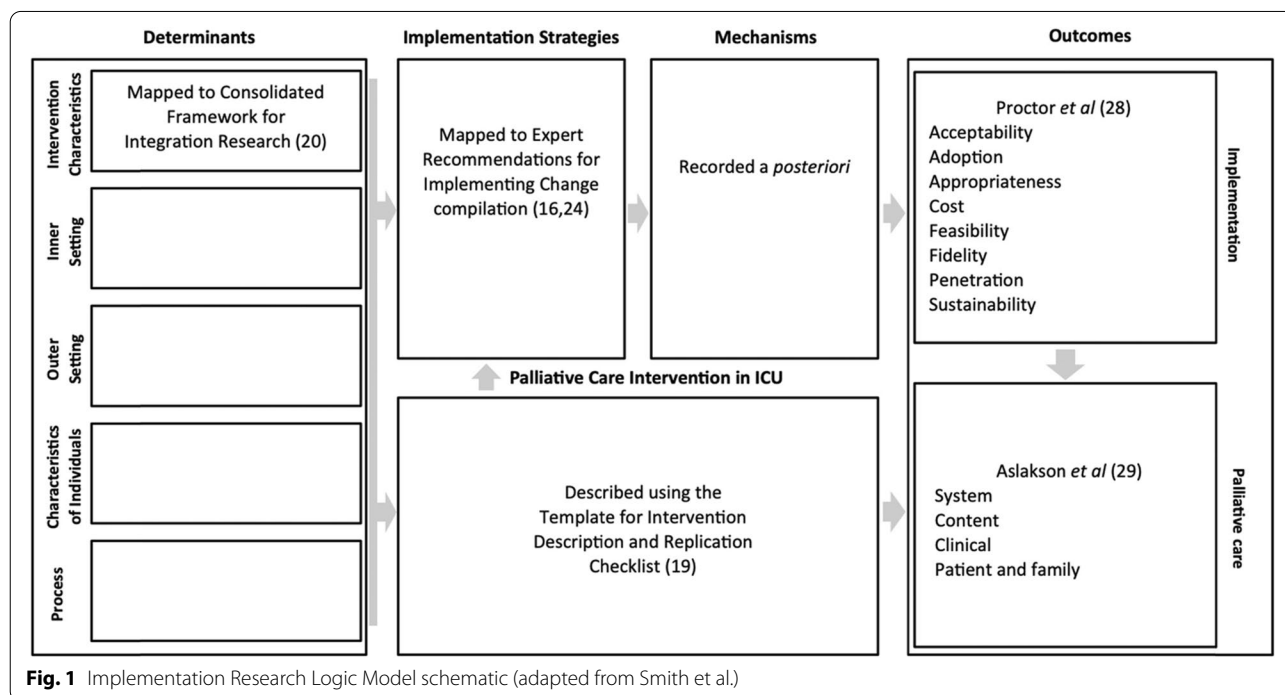 Determinants
Implementation Strategies
Mechanisms
Outcomes
Intervention
Characteristics
Mapped to Consolidated
Framework for
Integration Research (20)
Inner
Setting
Outer
Setting
Characteristics
of Individuals
Process
Mapped to Expert
Recommendations for
Implementing Change
compilation (16,24)
Recorded a posteriori
Palliative Care Intervention in ICU
Described using the
Template for Intervention
Description and Replication
Checklist (19)
Proctor et al (28)
Acceptability
Adoption
Appropriateness
Cost
Feasibility
Fidelity
Penetration
Sustainability
Implementation
Aslakson et al (29)
System
Content
Clinical
Patient and family
Palliative care
Fig. 1 Implementation Research Logic Model schematic (adapted from Smith et al.)